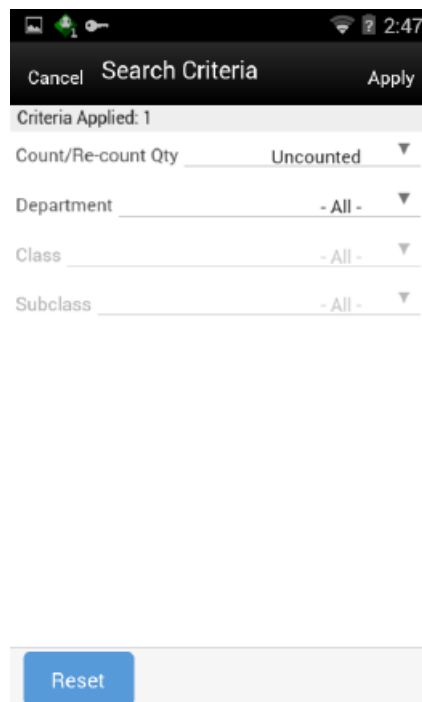 1 ? 2:47
Cancel Search Criteria Apply
Criteria Applied: 1
Count/Re-count Qty Uncounted
Department - All -
Class - All -
Subclass - All -
Reset